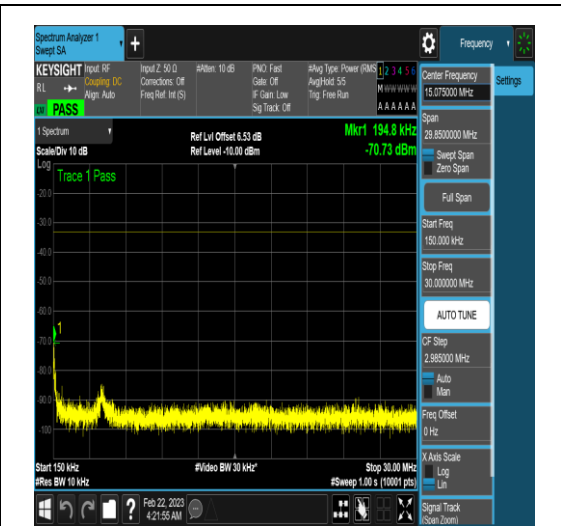 Spectrum Analyzer 1
Swept SA
Frequency
KEYSIGHT Input: RF
RL
Coupling: DC
Align: Auto
Input Z: 50 Ω
Corrections: Off
Freq Ref: Int (S)
#Atten: 10 dB
PNO: Fast
Gate: Off
IF Gain: Low
Sig Track: Off
#Avg Type: Power (RMS
Avg|Hold: 5/5
Trig: Free Run
1 2 3 4 5 6
M W W W W W
A A A A A A
PASS
1 Spectrum
Scale/Div 10 dB
Ref Lvl Offset 6.53 dB
Ref Level -10.00 dBm
Mkr1 194.8 kHz
-70.73 dBm
Log
Trace 1 Pass
-20.0
-30.0
-40.0
-50.0
-60.0
-70.0
-80.0
-90.0
-100
1
Start 150 kHz
#Res BW 10 kHz
#Video BW 30 kHz*
Stop 30.00 MHz
#Sweep 1.00 s (10001 pts)
Feb 22, 2023
4:21:55 AM
Center Frequency
15.075000 MHz
Settings
Span
29.8500000 MHz
Swept Span
Zero Span
Full Span
Start Freq
150.000 kHz
Stop Freq
30.000000 MHz
AUTO TUNE
CF Step
2.985000 MHz
Auto
Man
Freq Offset
0 Hz
X Axis Scale
Log
Lin
Signal Track
(Span Zoom)